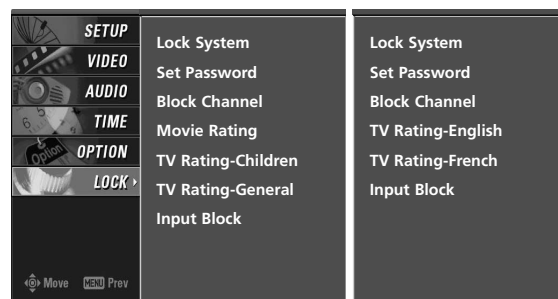 SETUP
VIDEO
AUDIO
TIME
OPTION
LOCK
Move MENU Prev
Lock System
Set Password
Block Channel
Movie Rating
TV Rating-Children
TV Rating-General
Input Block
Lock System
Set Password
Block Channel
TV Rating-English
TV Rating-French
Input Block